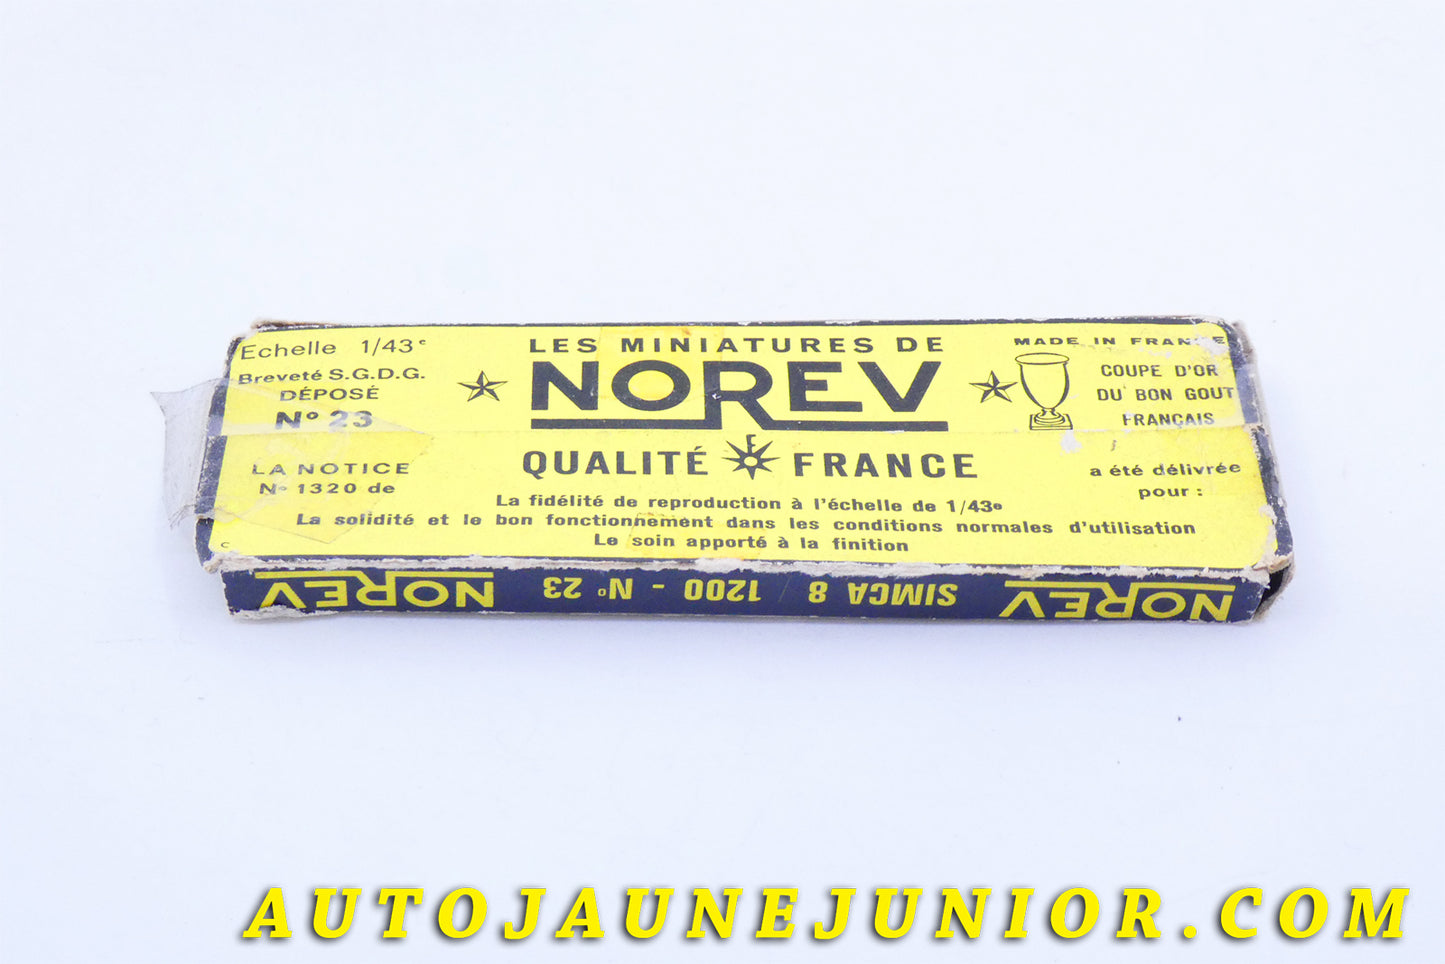 Echelle 1/43e
Breveté S.G.D.G.
DÉPOSÉ
No 23
LA NOTICE
No 1320 de
C
LES MINIATURES DE
NOREV
QUALITÉ F FRANCE
MADE IN FRANCE
COUPE D'OR
DU BON GOUT
FRANÇAIS
a été délivrée
pour :
La fidélité de reproduction à l'échelle de 1/43e
La solidité et le bon fonctionnement dans les conditions normales d'utilisation
Le soin apporté à la finition
NOREV SIMCA 8 1200 - No 23 NOREV
AUTOJAUNEJUNIOR.COM